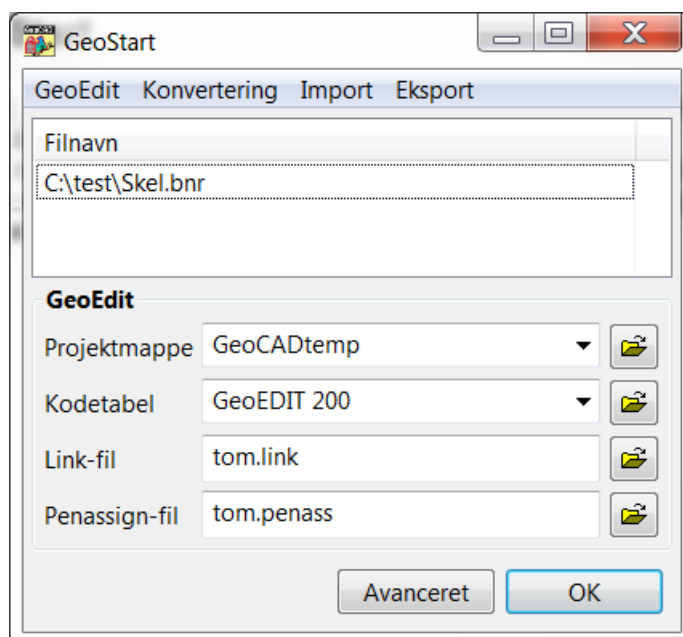 GeoStart
GeoEdit Konvertering Import Eksport
Filnavn
C:\test\Skel.bnr
GeoEdit
Projektmappe GeoCADtemp
Kodetabel GeoEDIT 200
Link-fil tom.link
Penassign-fil tom.penass
Avanceret OK